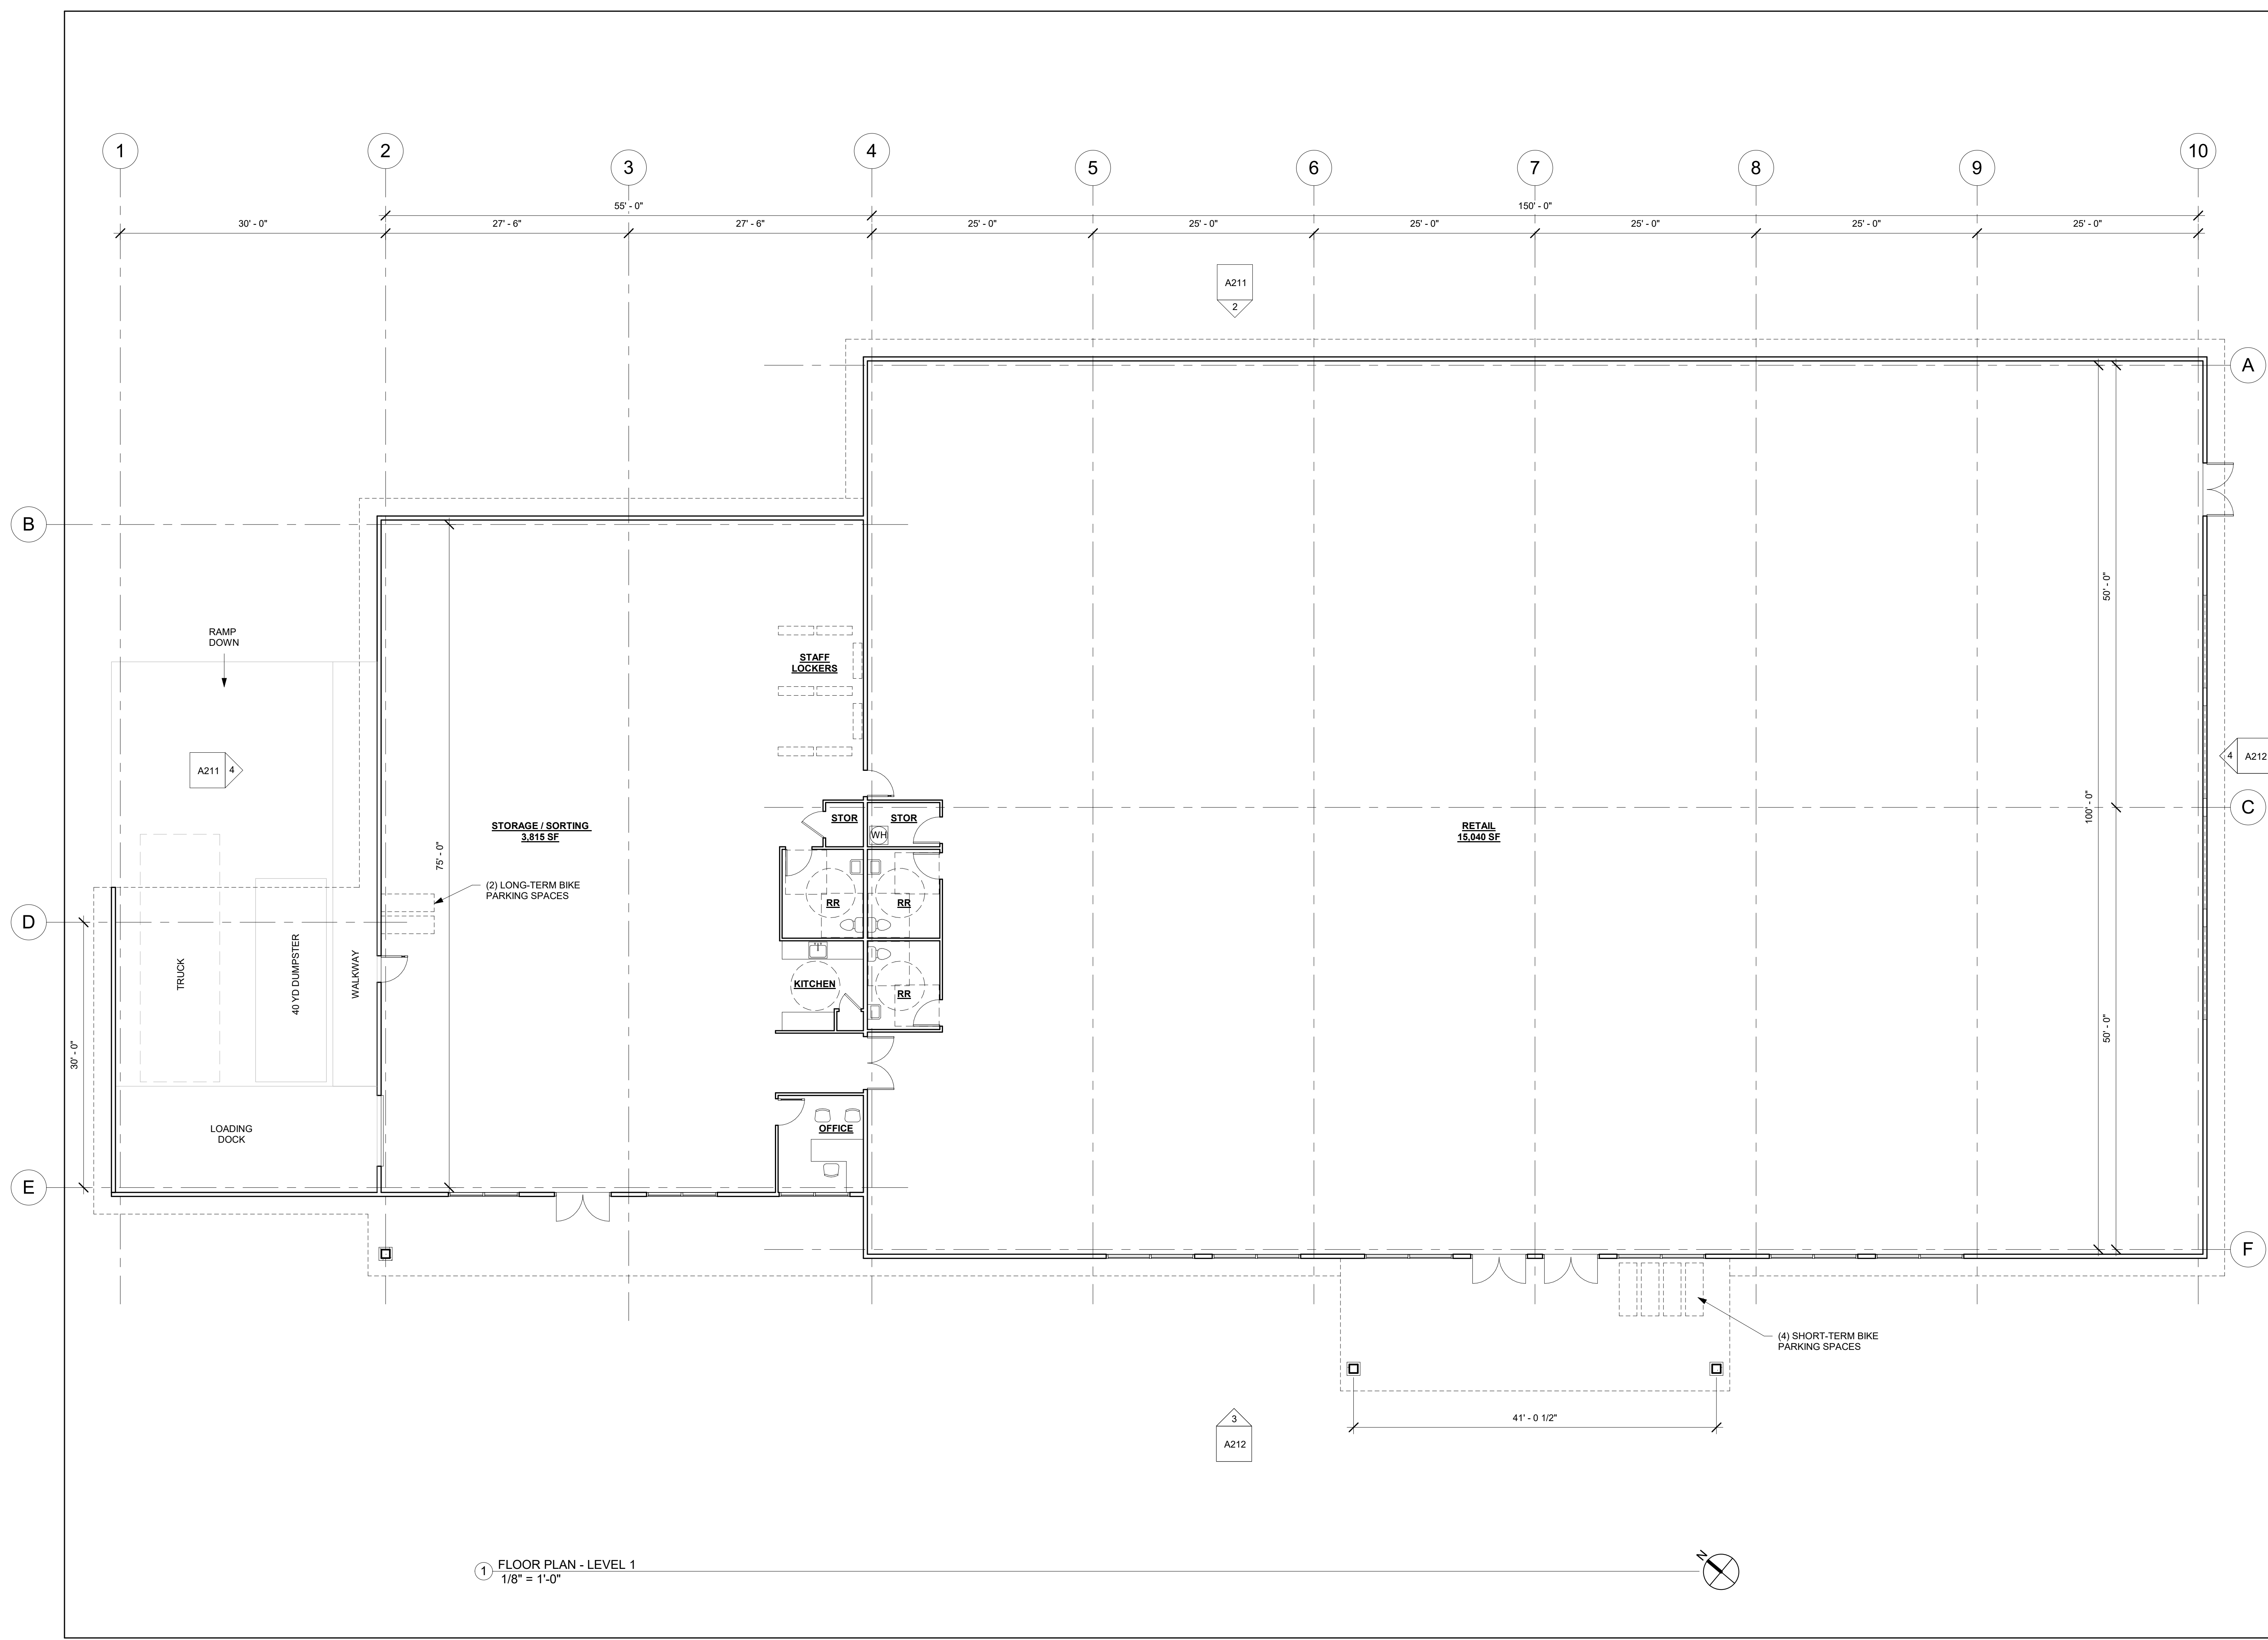 1
2
3
4
5
6
7
8
9
10
55' - 0"
150' - 0"
30' - 0"
27' - 6"
27' - 6"
25' - 0"
25' - 0"
25' - 0"
25' - 0"
25' - 0"
25' - 0"
A211
2
A
B
50' - 0"
RAMP
DOWN
STAFF
LOCKERS
A211
4
4
A212
C
100' - 0"
STORAGE / SORTING
3,815 SF
STOR
STOR
WH
RETAIL
15,040 SF
75' - 0"
(2) LONG-TERM BIKE
PARKING SPACES
RR
RR
D
TRUCK
40 YD DUMPSTER
WALKWAY
KITCHEN
RR
30' - 0"
50' - 0"
LOADING
DOCK
OFFICE
E
F
(4) SHORT-TERM BIKE
PARKING SPACES
3
A212
41' - 0 1/2"
1
FLOOR PLAN - LEVEL 1
1/8" = 1'-0"
N